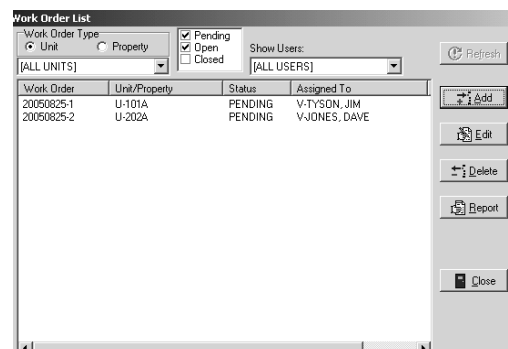 Work Order List
Work Order Type
Unit Property
[ALL UNITS]
Pending
Open
Closed
Show Users:
[ALL USERS]
Refresh
Work Order Unit/Property Status Assigned To
20050825-1 U-101A PENDING V-TYSON, JIM
20050825-2 U-202A PENDING V-JONES, DAVE
Add
Edit
Delete
Report
Close